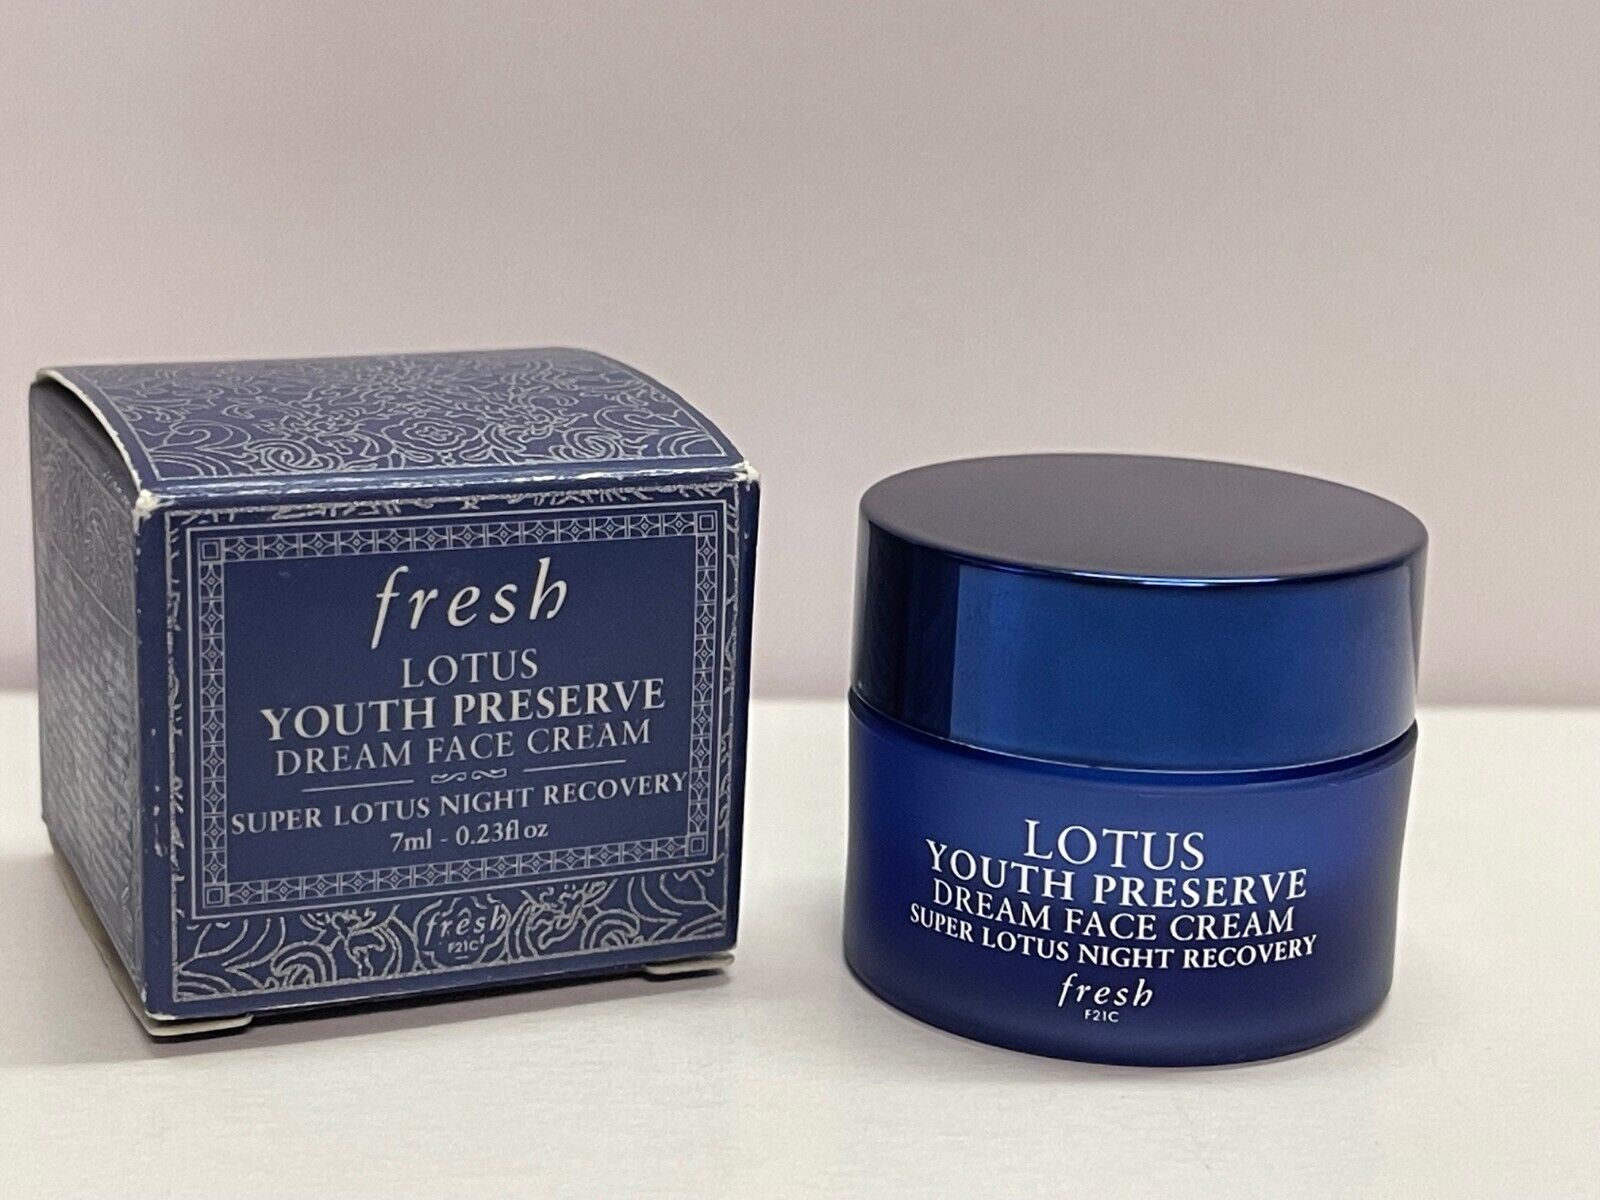 fresh
LOTUS
YOUTH PRESERVE
DREAM FACE CREAM
SUPER LOTUS NIGHT RECOVERY
7ml - 0.23fl oz
fresh
F21C
LOTUS
YOUTH PRESERVE
DREAM FACE CREAM
SUPER LOTUS NIGHT RECOVERY
fresh
F21C